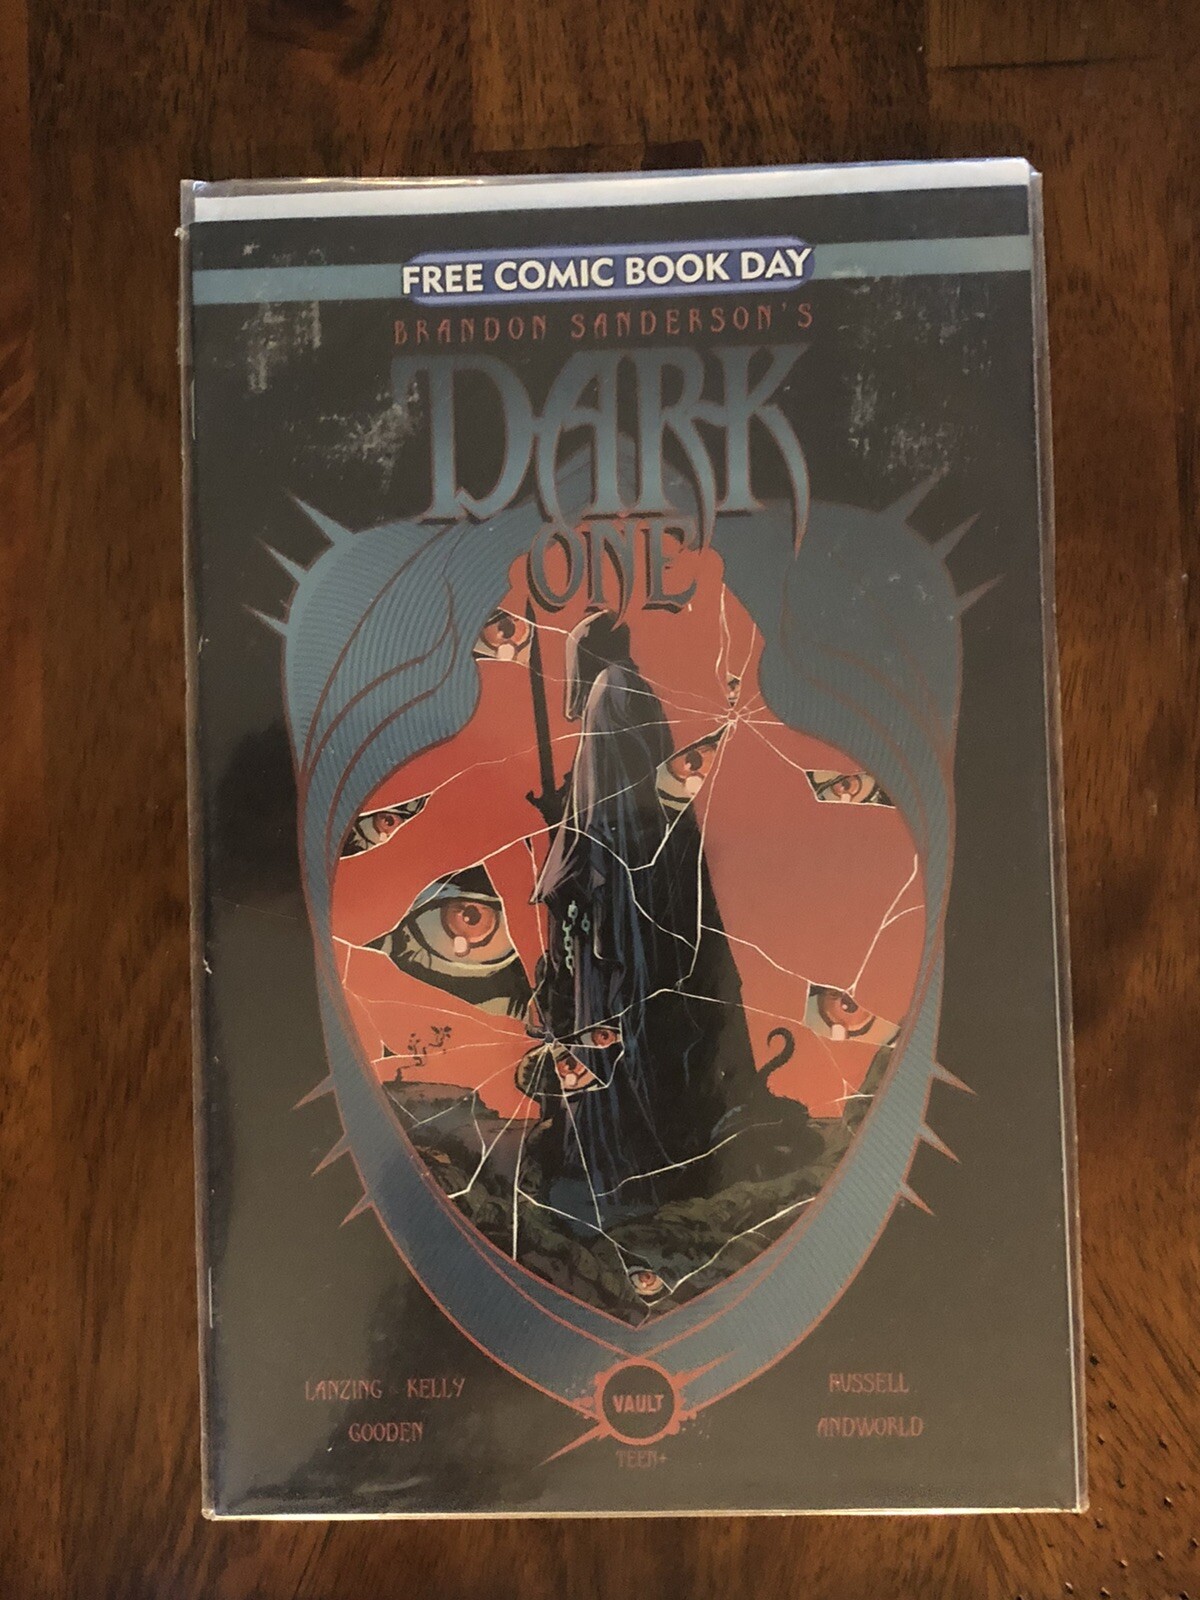 FREE COMIC BOOK DAY
BRANDON SANDERSON'S
DARK
ONE
LANZING KELLY
GOODEN
RUSSELL
ANDWORLD
VAULT
TEEN+